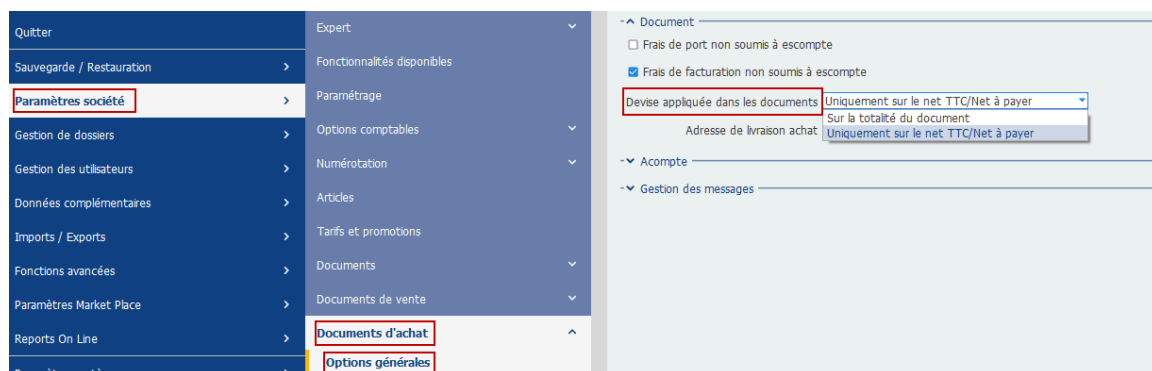 Quitter
Sauvegarde / Restauration
Paramètres société
Gestion de dossiers
Gestion des utilisateurs
Données complémentaires
Imports / Exports
Fonctions avancées
Paramètres Market Place
Reports On Line
Expert
Fonctionnalités disponibles
Paramétrage
Options comptables
Numérotation
Articles
Tarifs et promotions
Documents
Documents de vente
Documents d'achat
Options générales
Document
Frais de port non soumis à escompte
Frais de facturation non soumis à escompte
Devise appliquée dans les documents Uniquement sur le net TTC/Net à payer
Sur la totalité du document
Adresse de livraison achat Uniquement sur le net TTC/Net à payer
Acompte
Gestion des messages